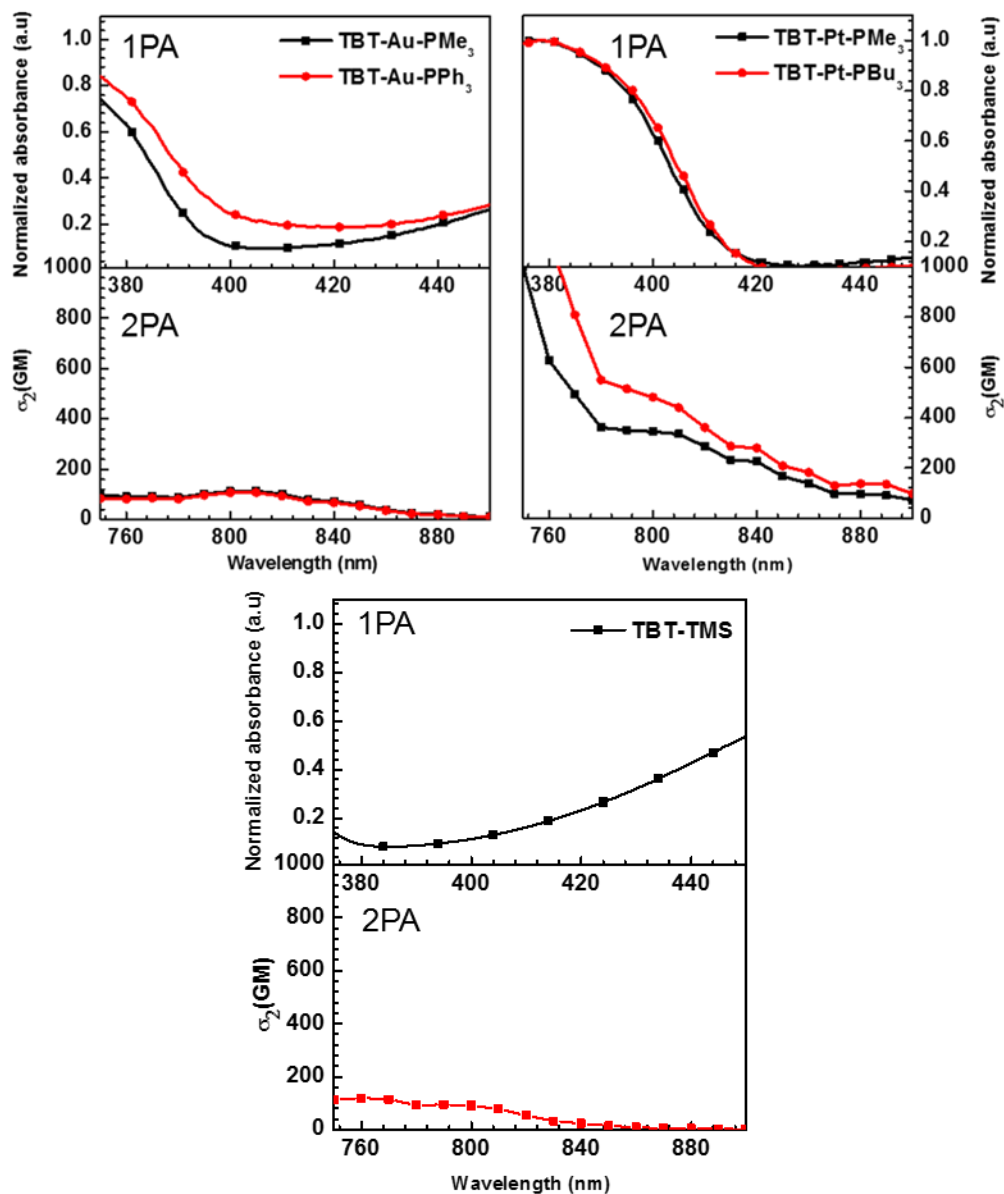 1PA
TBT-Au-PMe3
TBT-Au-PPh3
Normalized absorbance (a.u)
1.0
0.8
0.6
0.4
0.2
380 400 420 440
2PA
1000
800
600
400
200
0
σ2(GM)
760 800 840 880
Wavelength (nm)
1PA
TBT-Pt-PMe3
TBT-Pt-PBu3
Normalized absorbance (a.u)
1.0
0.8
0.6
0.4
0.2
380 400 420 440
2PA
1000
800
600
400
200
0
σ2(GM)
760 800 840 880
Wavelength (nm)
1PA
TBT-TMS
Normalized absorbance (a.u)
1.0
0.8
0.6
0.4
0.2
380 400 420 440
2PA
1000
800
600
400
200
0
σ2(GM)
760 800 840 880
Wavelength (nm)